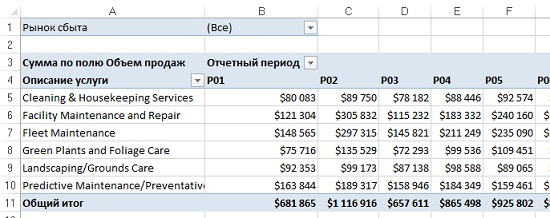 A B C D E F
1 Рынок сбыта (Все)
2
3 Сумма по полю Объем продаж Отчетный период
4 Описание услуги P01 P02 P03 P04 P05
5 Cleaning & Housekeeping Services $80 083 $89 750 $78 182 $88 446 $92 574
6 Facility Maintenance and Repair $121 304 $305 832 $115 232 $183 332 $240 160
7 Fleet Maintenance $148 565 $297 315 $145 821 $211 249 $235 090
8 Green Plants and Foliage Care $75 716 $135 529 $72 293 $99 536 $109 451
9 Landscaping/Grounds Care $92 353 $99 173 $87 138 $98 588 $89 065
10 Predictive Maintenance/Preventative $163 844 $189 317 $158 946 $184 349 $159 461
11 Общий итог $681 865 $1 116 916 $657 611 $865 498 $925 802